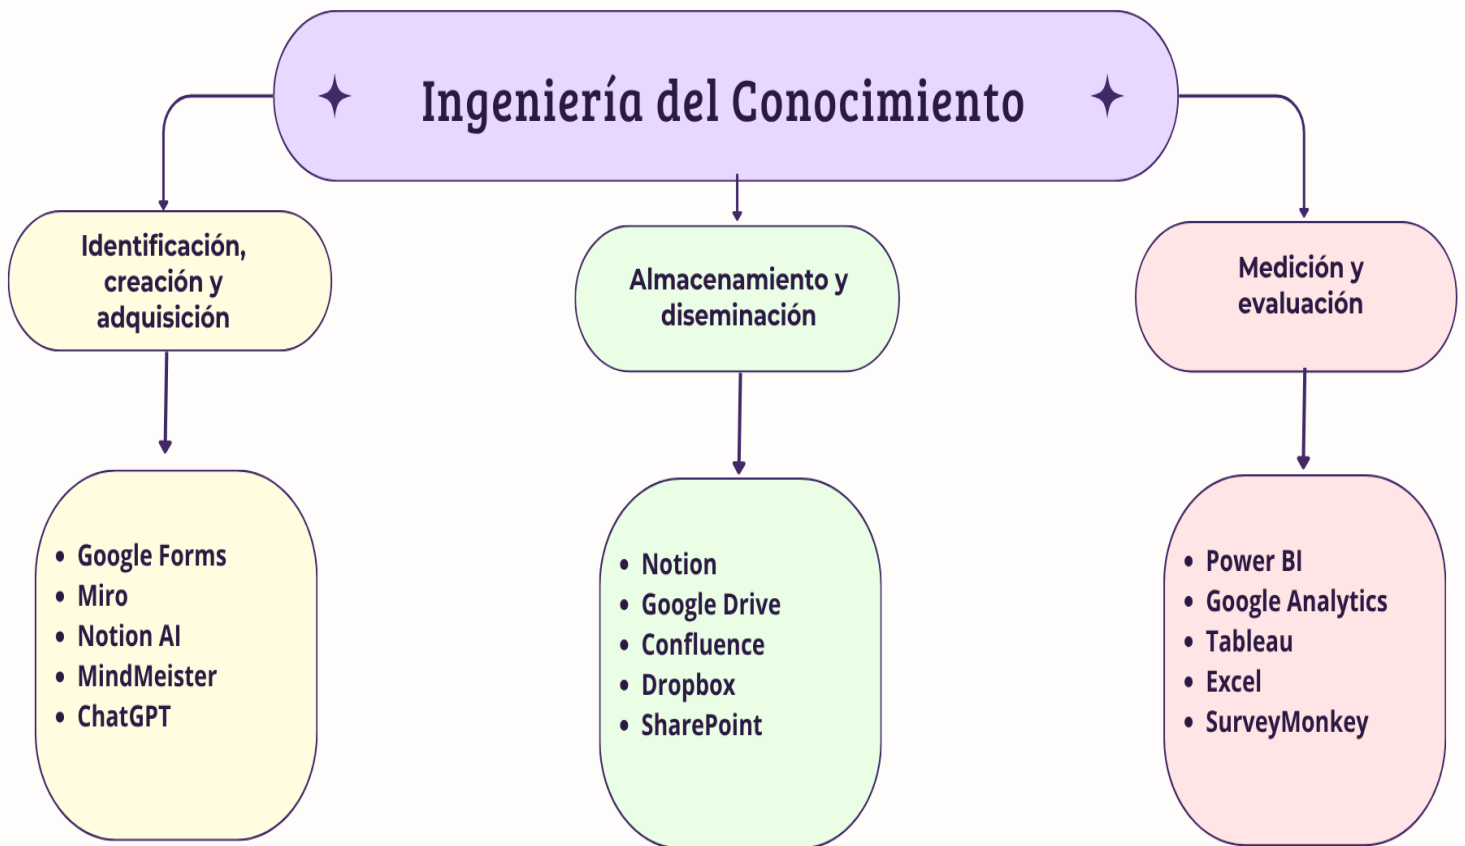 Ingeniería del Conocimiento
Identificación,
creación y
adquisición
Almacenamiento y
diseminación
Medición y
evaluación
• Google Forms
• Miro
• Notion AI
• MindMeister
• ChatGPT
• Notion
• Google Drive
• Confluence
• Dropbox
• SharePoint
• Power BI
• Google Analytics
• Tableau
• Excel
• SurveyMonkey